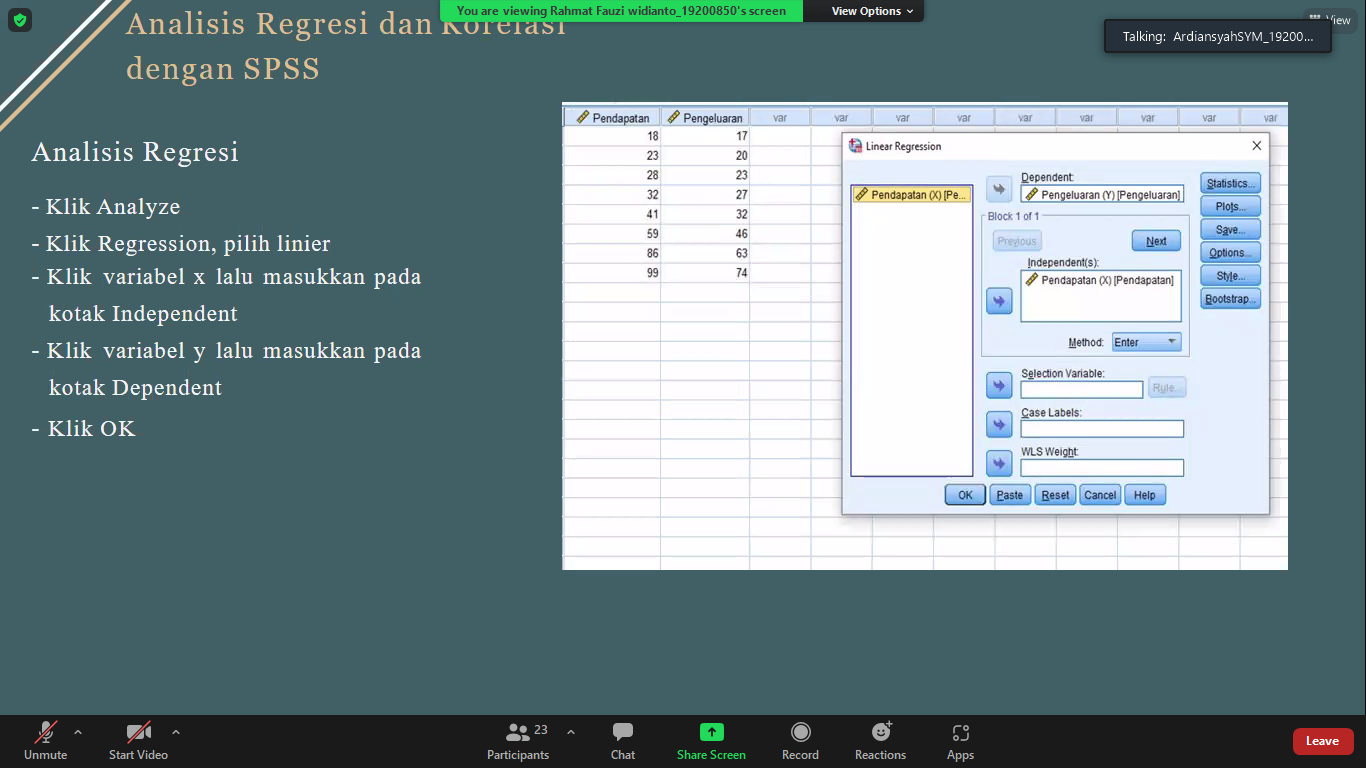 You are viewing Rahmat Fauzi widianto_19200850's screen
View Options
View
Talking: ArdiansyahSYM_19200...
Analisis Regresi dan Korelasi
dengan SPSS
Analisis Regresi
- Klik Analyze
- Klik Regression, pilih linier
- Klik variabel x lalu masukkan pada
kotak Independent
- Klik variabel y lalu masukkan pada
kotak Dependent
- Klik OK
Pendapatan Pengeluaran var var var var var var var var var
18 17
23 20
28 23
32 27
41 32
59 46
86 63
99 74
Linear Regression
Pendapatan (X) [Pe...
Dependent:
Pengeluaran (Y) [Pengeluaran]
Block 1 of 1
Previous
Next
Independent(s):
Pendapatan (X) [Pendapatan]
Method: Enter
Selection Variable:
Rule...
Case Labels:
WLS Weight:
Statistics...
Plots...
Save...
Options...
Style...
Bootstrap...
OK Paste Reset Cancel Help
Unmute
Start Video
23
Participants
Chat
Share Screen
Record
Reactions
Apps
Leave